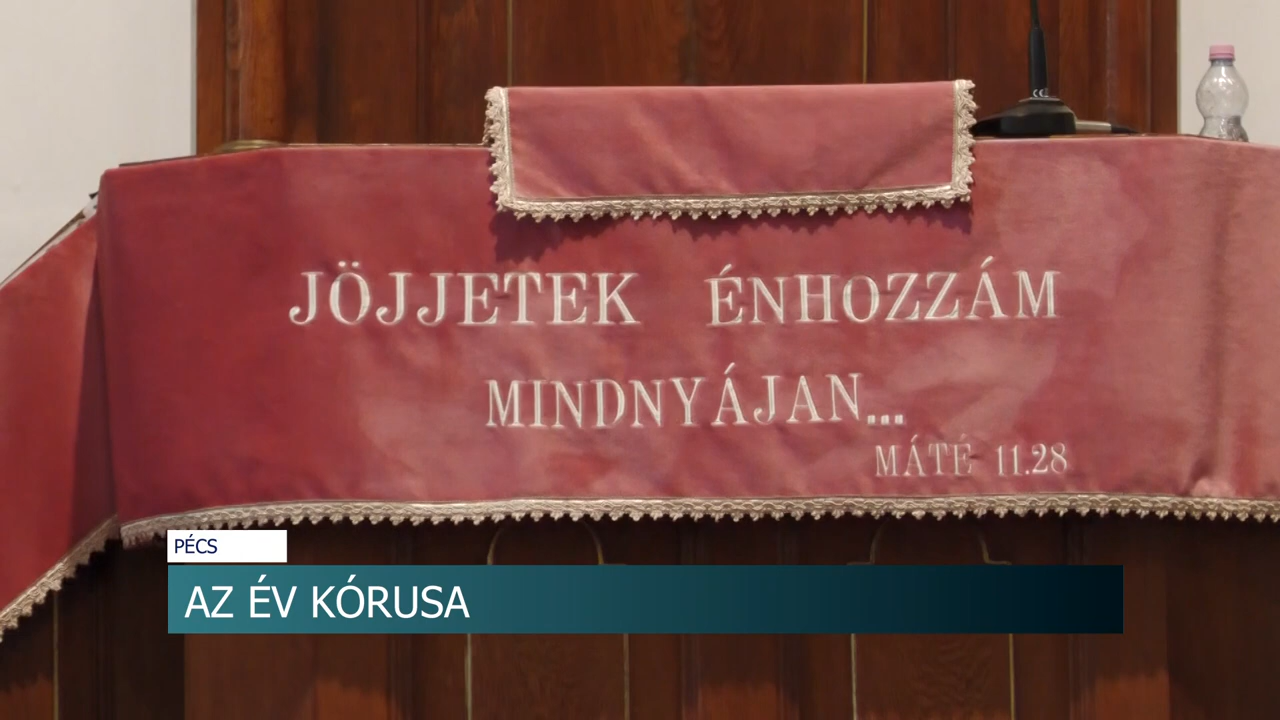 JÖJJETEK ÉNHOZZÁM
MINDNYÁJAN...
MÁTÉ 11.28
PÉCS
AZ ÉV KÓRUSA